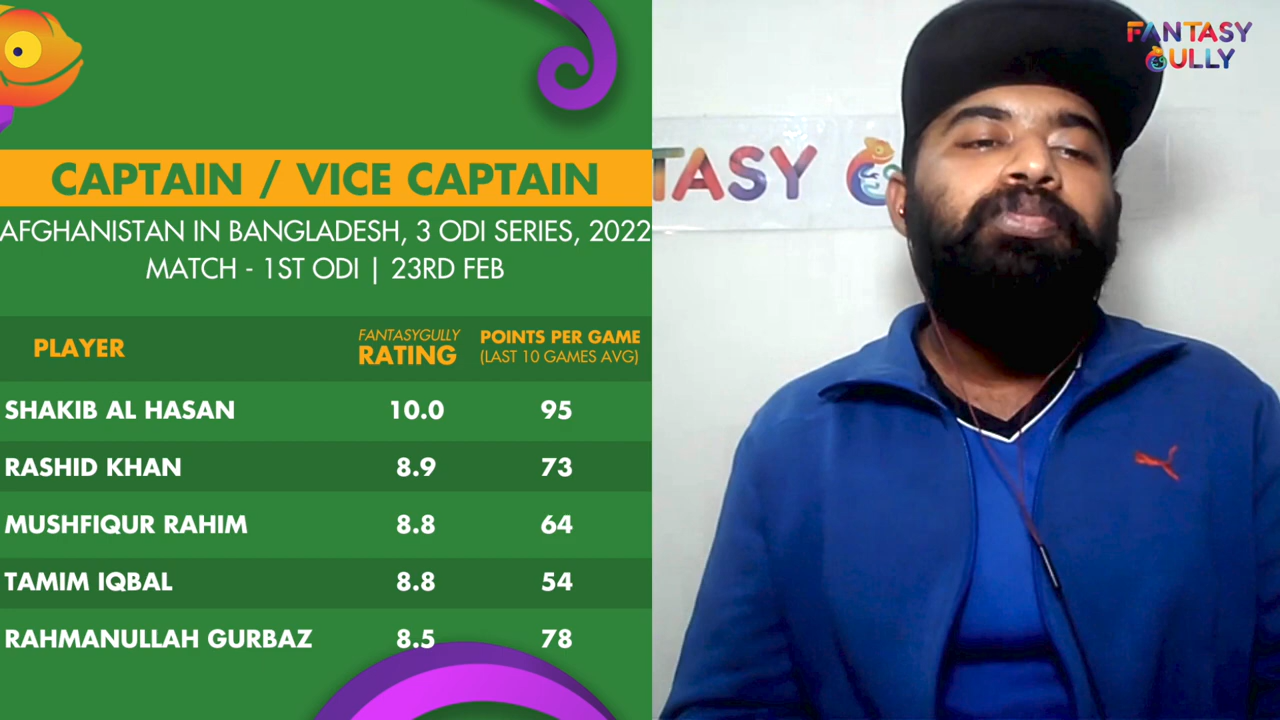 CAPTAIN / VICE CAPTAIN
AFGHANISTAN IN BANGLADESH, 3 ODI SERIES, 2022
MATCH - 1ST ODI | 23RD FEB
PLAYER FANTASYGULLY RATING POINTS PER GAME (LAST 10 GAMES AVG)
SHAKIB AL HASAN 10.0 95
RASHID KHAN 8.9 73
MUSHFIQUR RAHIM 8.8 64
TAMIM IQBAL 8.8 54
RAHMANULLAH GURBAZ 8.5 78
FANTASY
GULLY
TASY G